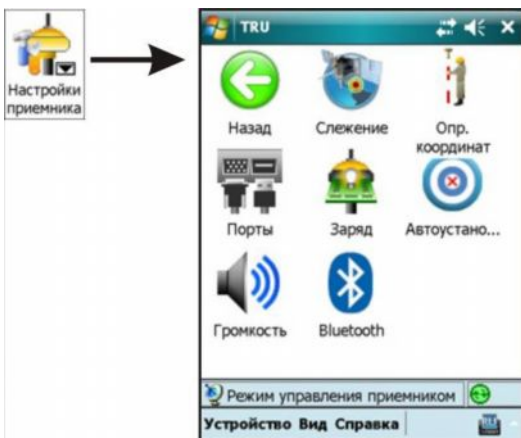 Настройки
приемника
TRU
Назад
Слежение
Опр.
координат
Порты
Заряд
Автоустано...
Громкость
Bluetooth
Режим управления приемником
Устройство Вид Справка